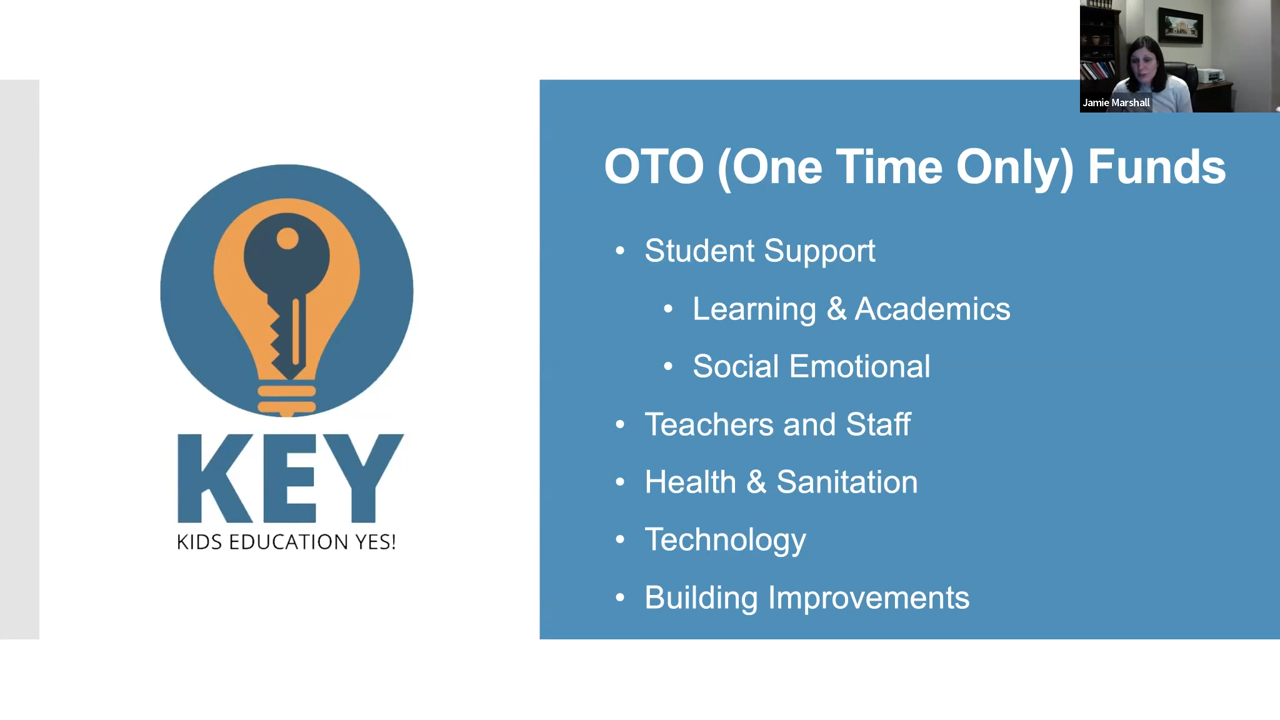 Jamie Marshall
OTO (One Time Only) Funds
• Student Support
• Learning & Academics
• Social Emotional
• Teachers and Staff
• Health & Sanitation
• Technology
• Building Improvements
KEY
KIDS EDUCATION YES!